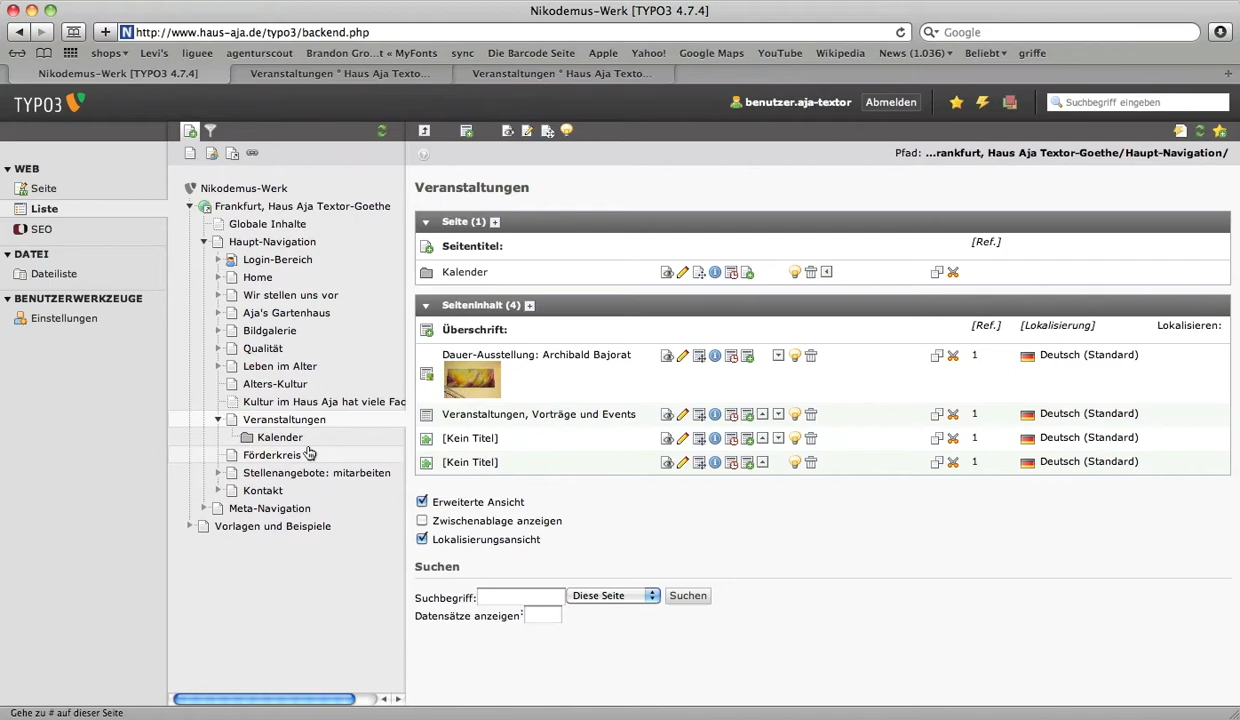 Nikodemus-Werk [TYPO3 4.7.4]
http://www.haus-aja.de/typo3/backend.php
Google
shops Levi's liguee agenturscout Brandon Gro...t « MyFonts sync Die Barcode Seite Apple Yahoo! Google Maps YouTube Wikipedia News (1.036) Beliebt griffe
Nikodemus-Werk [TYPO3 4.7.4] Veranstaltungen * Haus Aja Texto... Veranstaltungen * Haus Aja Texto...
TYPO3
benutzer.aja-textor Abmelden
Suchbegriff eingeben
Pfad: ...rankfurt, Haus Aja Textor-Goethe/Haupt-Navigation/
WEB
Seite
Liste
SEO
DATEI
Dateiliste
BENUTZERWERKZEUGE
Einstellungen
Nikodemus-Werk
Frankfurt, Haus Aja Textor-Goethe
Globale Inhalte
Haupt-Navigation
Login-Bereich
Home
Wir stellen uns vor
Aja's Gartenhaus
Bildgalerie
Qualität
Leben im Alter
Alters-Kultur
Kultur im Haus Aja hat viele Fac
Veranstaltungen
Kalender
Förderkreis
Stellenangebote: mitarbeiten
Kontakt
Meta-Navigation
Vorlagen und Beispiele
Veranstaltungen
Seite (1)
Seitentitel: [Ref.]
Kalender
Seiteninhalt (4)
Überschrift: [Ref.] [Lokalisierung] Lokalisieren:
Dauer-Ausstellung: Archibald Bajorat 1 Deutsch (Standard)
Veranstaltungen, Vorträge und Events 1 Deutsch (Standard)
[Kein Titel] 1 Deutsch (Standard)
[Kein Titel] 1 Deutsch (Standard)
Erweiterte Ansicht
Zwischenablage anzeigen
Lokalisierungsansicht
Suchen
Suchbegriff: Diese Seite Suchen
Datensätze anzeigen:
Gehe zu # auf dieser Seite